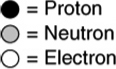 = Proton
= Neutron
= Electron